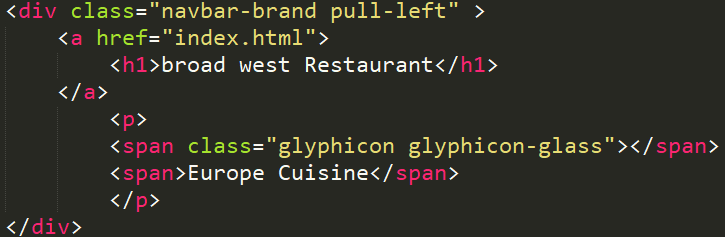 <div class="navbar-brand pull-left" >
<a href="index.html">
<h1>broad west Restaurant</h1>
</a>
<p>
<span class="glyphicon glyphicon-glass"></span>
<span>Europe Cuisine</span>
</p>
</div>